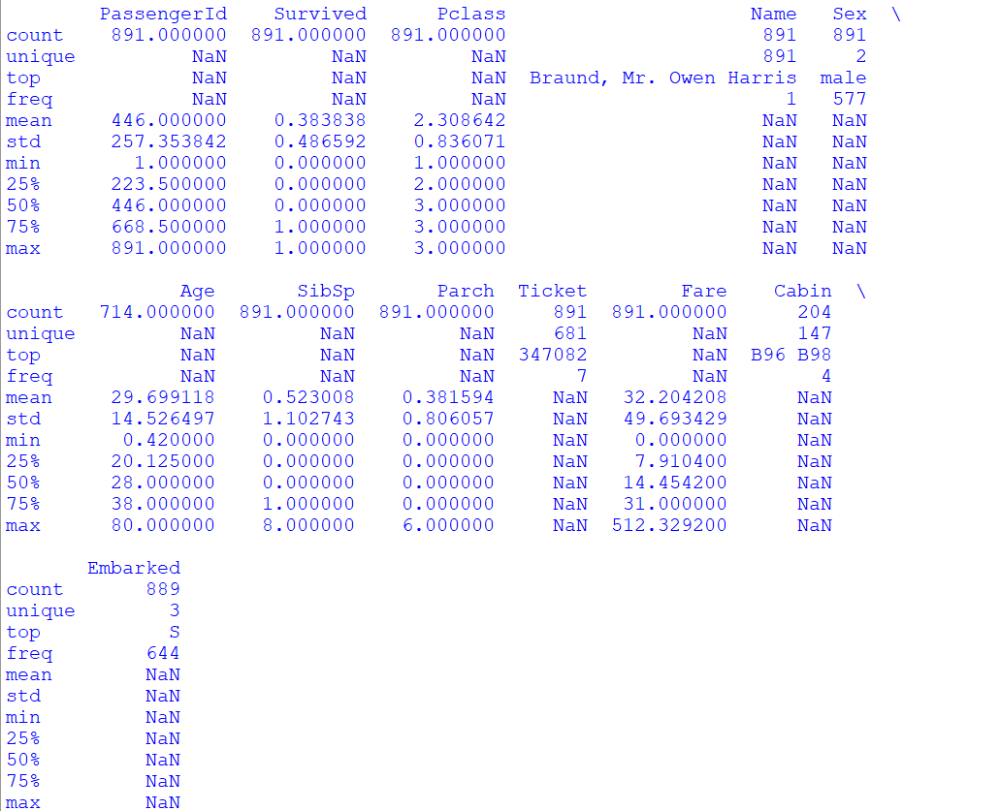 PassengerId    Survived      Pclass                     Name   Sex  \
count    891.000000  891.000000  891.000000                      891   891
unique          NaN         NaN         NaN                      891     2
top             NaN         NaN         NaN  Braund, Mr. Owen Harris  male
freq            NaN         NaN         NaN                        1   577
mean     446.000000    0.383838    2.308642                      NaN   NaN
std      257.353842    0.486592    0.836071                      NaN   NaN
min        1.000000    0.000000    1.000000                      NaN   NaN
25%      223.500000    0.000000    2.000000                      NaN   NaN
50%      446.000000    0.000000    3.000000                      NaN   NaN
75%      668.500000    1.000000    3.000000                      NaN   NaN
max      891.000000    1.000000    3.000000                      NaN   NaN

               Age       SibSp       Parch  Ticket        Fare    Cabin  \
count   714.000000  891.000000  891.000000     891  891.000000      204
unique         NaN         NaN         NaN     681         NaN      147
top            NaN         NaN         NaN  347082         NaN  B96 B98
freq           NaN         NaN         NaN       7         NaN        4
mean     29.699118    0.523008    0.381594     NaN   32.204208      NaN
std      14.526497    1.102743    0.806057     NaN   49.693429      NaN
min       0.420000    0.000000    0.000000     NaN    0.000000      NaN
25%      20.125000    0.000000    0.000000     NaN    7.910400      NaN
50%      28.000000    0.000000    0.000000     NaN   14.454200      NaN
75%      38.000000    1.000000    0.000000     NaN   31.000000      NaN
max      80.000000    8.000000    6.000000     NaN  512.329200      NaN

       Embarked
count       889
unique        3
top           S
freq        644
mean        NaN
std         NaN
min         NaN
25%         NaN
50%         NaN
75%         NaN
max         NaN